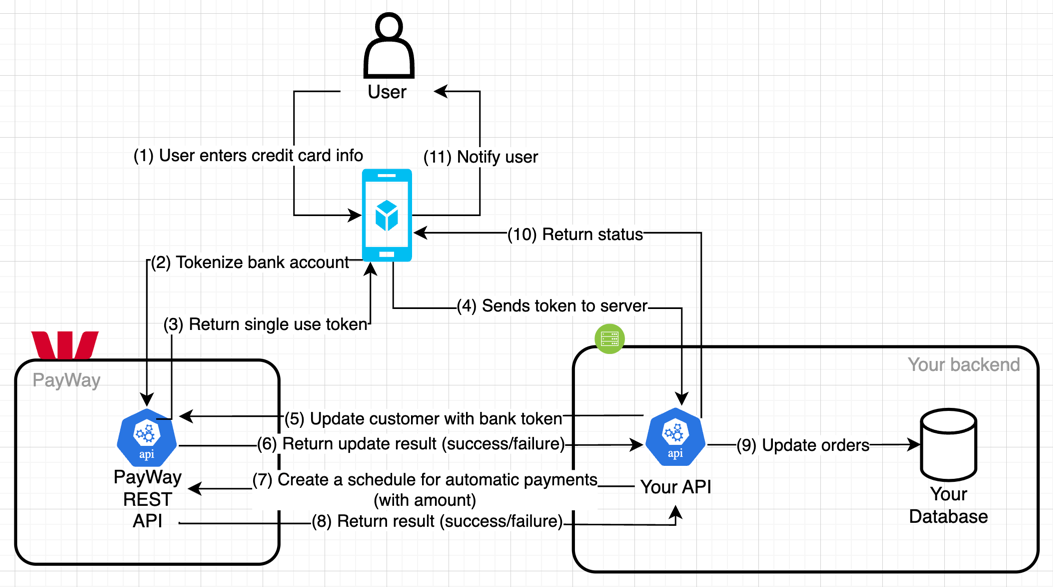 User
(1) User enters credit card info
(11) Notify user
(10) Return status
(2) Tokenize bank account
(4) Sends token to server
(3) Return single use token
PayWay
Your backend
(5) Update customer with bank token
(6) Return update result (success/failure)
(9) Update orders
api
api
PayWay
REST
API
(7) Create a schedule for automatic payments
(with amount)
Your API
Your
Database
(8) Return result (success/failure)